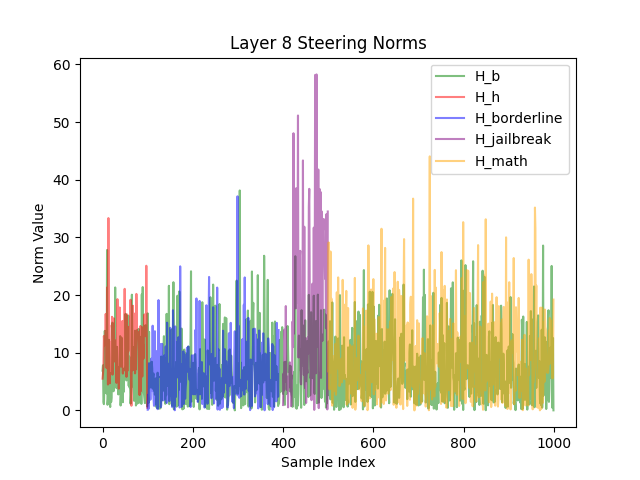 Layer 8 Steering Norms
H_b
H_h
H_borderline
H_jailbreak
H_math
Norm Value
60
50
40
30
20
10
0
0 200 400 600 800 1000
Sample Index